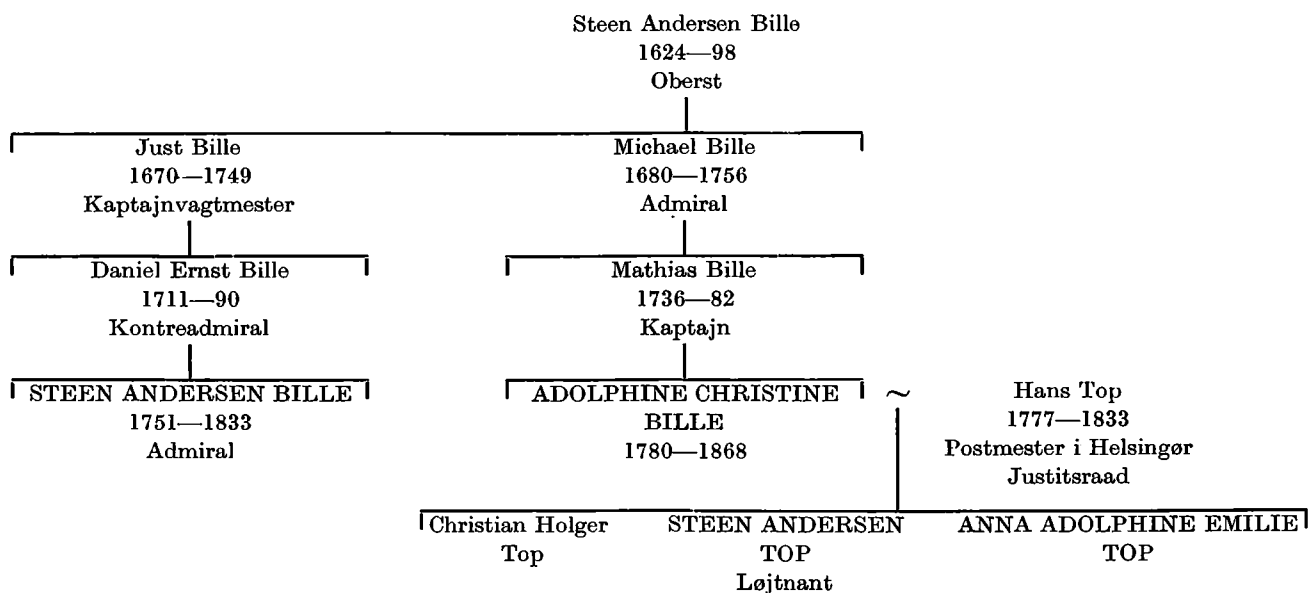 Steen Andersen Bille
1624—98
Oberst
Just Bille
1670—1749
Kaptajnvagtmester
Michael Bille
1680—1756
Admiral
Daniel Ernst Bille
1711—90
Kontreadmiral
Mathias Bille
1736—82
Kaptajn
STEEN ANDERSEN BILLE
1751—1833
Admiral
ADOLPHINE CHRISTINE
BILLE
1780—1868
~
Hans Top
1777—1833
Postmester i Helsingør
Justitsraad
Christian Holger
Top
STEEN ANDERSEN
TOP
Løjtnant
ANNA ADOLPHINE EMILIE
TOP